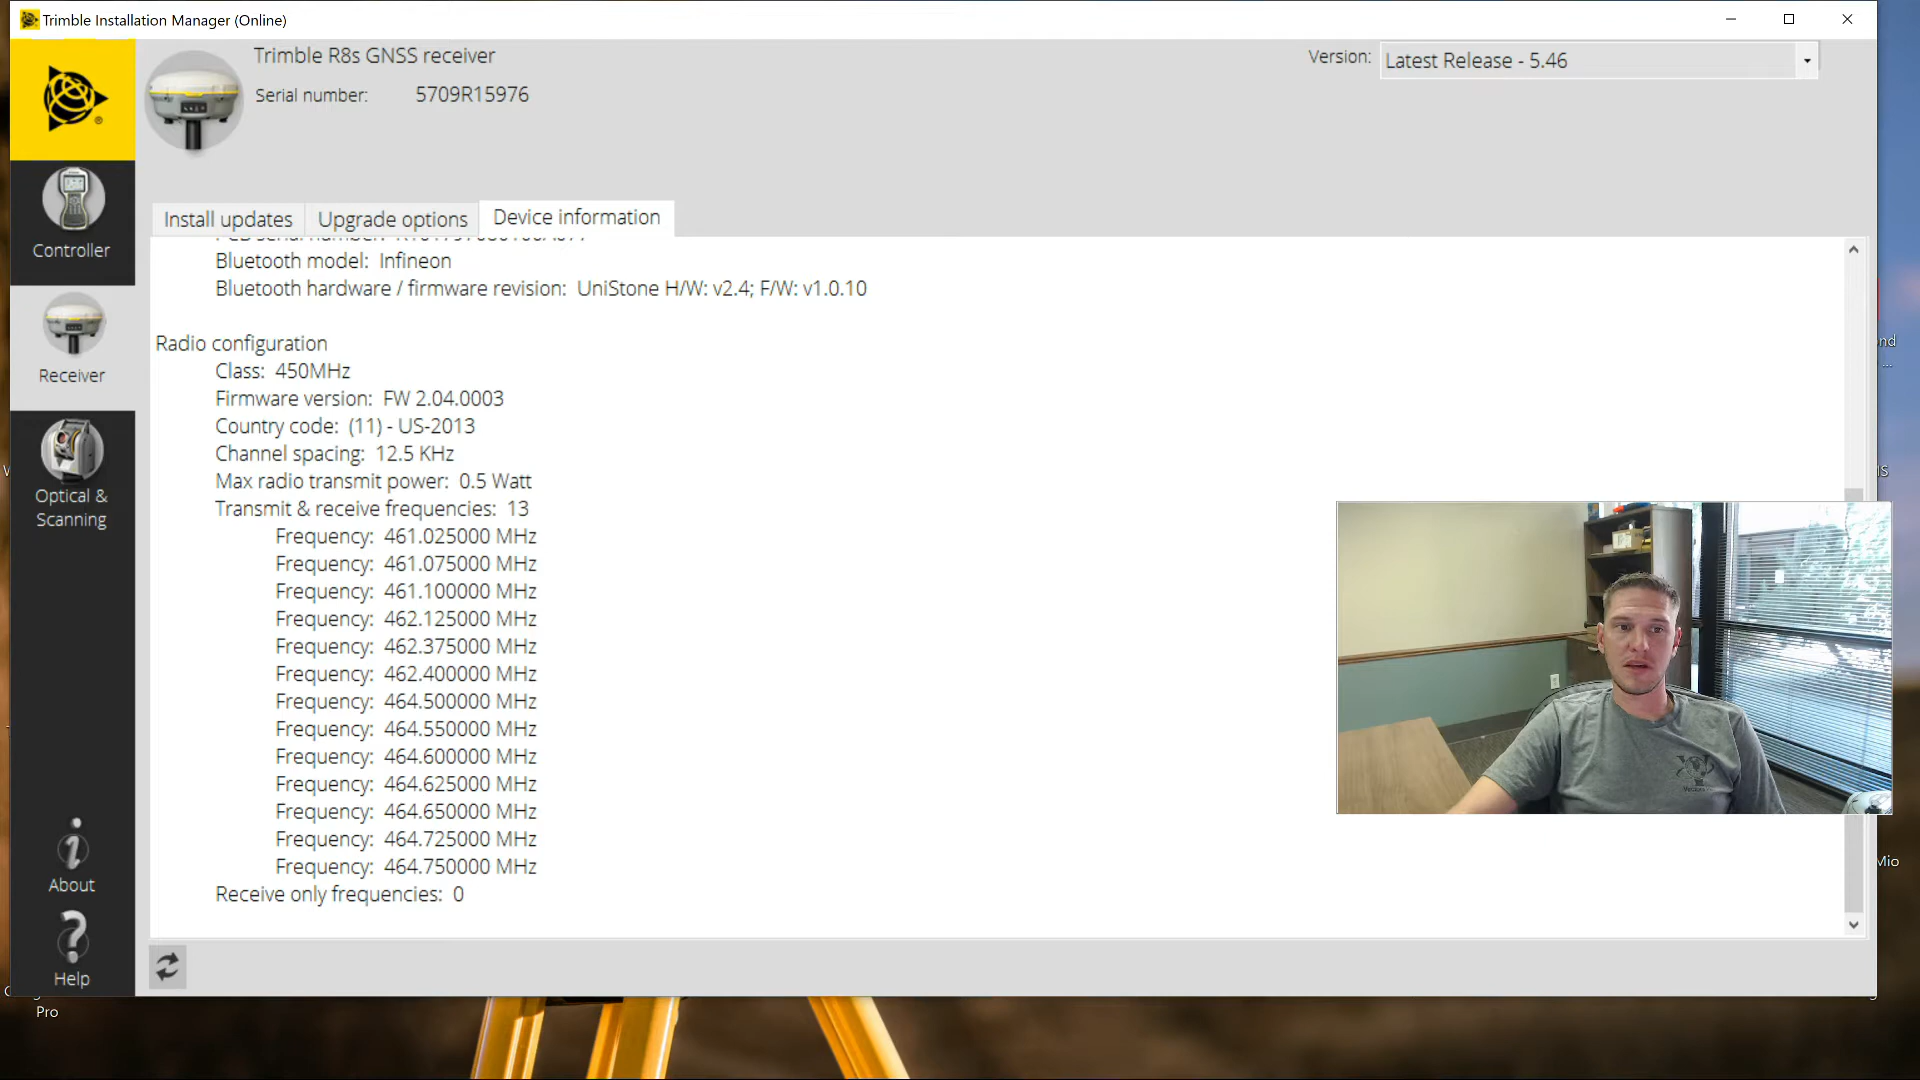 Trimble Installation Manager (Online)
Trimble R8s GNSS receiver
Serial number: 5709R15976
Version: Latest Release - 5.46
Controller
Receiver
Optical &
Scanning
About
Help
Install updates
Upgrade options
Device information
Bluetooth model: Infineon
Bluetooth hardware / firmware revision: UniStone H/W: v2.4; F/W: v1.0.10
Radio configuration
Class: 450MHz
Firmware version: FW 2.04.0003
Country code: (11) - US-2013
Channel spacing: 12.5 KHz
Max radio transmit power: 0.5 Watt
Transmit & receive frequencies: 13
Frequency: 461.025000 MHz
Frequency: 461.075000 MHz
Frequency: 461.100000 MHz
Frequency: 462.125000 MHz
Frequency: 462.375000 MHz
Frequency: 462.400000 MHz
Frequency: 464.500000 MHz
Frequency: 464.550000 MHz
Frequency: 464.600000 MHz
Frequency: 464.625000 MHz
Frequency: 464.650000 MHz
Frequency: 464.725000 MHz
Frequency: 464.750000 MHz
Receive only frequencies: 0
Pro
Mio